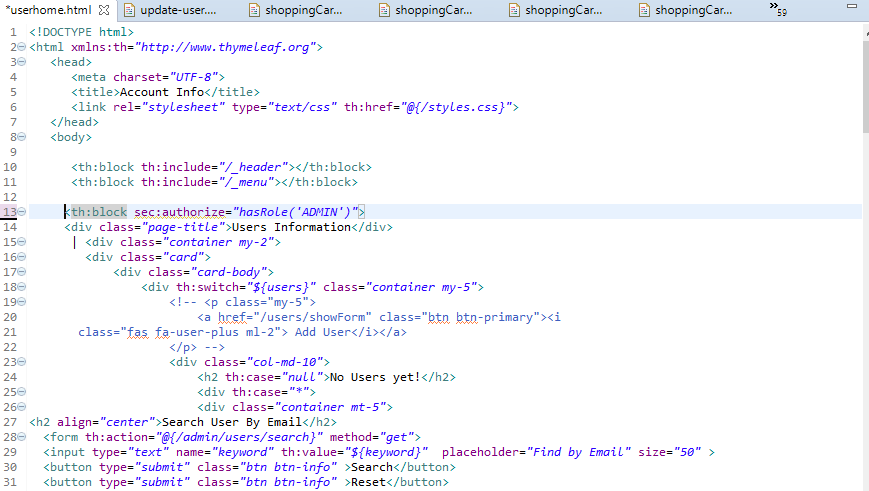 *userhome.html update-user.... shoppingCar... shoppingCar... shoppingCar... shoppingCar... »59
1 <!DOCTYPE html>
2 <html xmlns:th="http://www.thymeleaf.org">
3 <head>
4 <meta charset="UTF-8">
5 <title>Account Info</title>
6 <link rel="stylesheet" type="text/css" th:href="@{/styles.css}">
7 </head>
8 <body>
9
10 <th:block th:include="/_header"></th:block>
11 <th:block th:include="/_menu"></th:block>
12
13 <th:block sec:authorize="hasRole('ADMIN')">
14 <div class="page-title">Users Information</div>
15 | <div class="container my-2">
16 <div class="card">
17 <div class="card-body">
18 <div th:switch="${users}" class="container my-5">
19 <!-- <p class="my-5">
20 <a href="/users/showForm" class="btn btn-primary"><i
21 class="fas fa-user-plus ml-2"> Add User</i></a>
22 </p> -->
23 <div class="col-md-10">
24 <h2 th:case="null">No Users yet!</h2>
25 <div th:case="*">
26 <div class="container mt-5">
27 <h2 align="center">Search User By Email</h2>
28 <form th:action="@{/admin/users/search}" method="get">
29 <input type="text" name="keyword" th:value="${keyword}" placeholder="Find by Email" size="50" >
30 <button type="submit" class="btn btn-info" >Search</button>
31 <button type="submit" class="btn btn-info" >Reset</button>